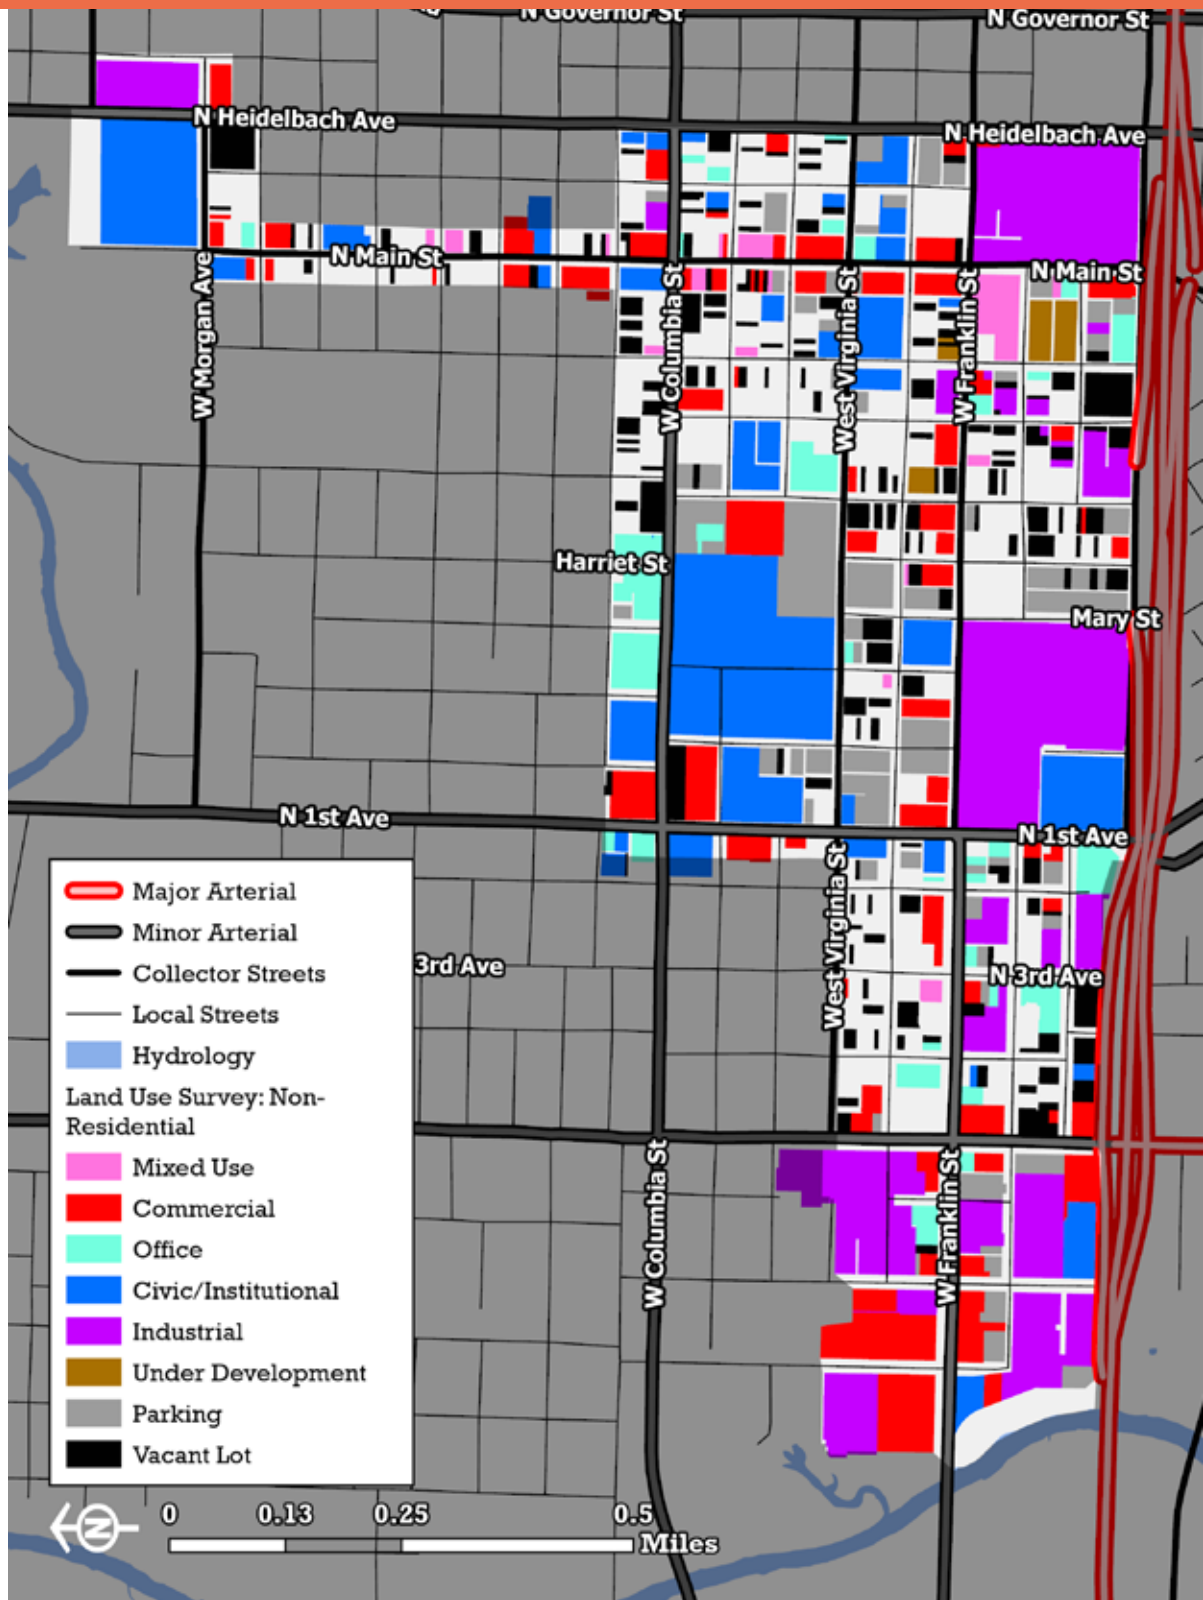 N Governor St
N Governor St
N Heidelbach Ave
N Heidelbach Ave
N Main St
N Main St
W Morgan Ave
W Columbia St
West Virginia St
W Franklin St
Harriet St
Mary St
N 1st Ave
N 1st Ave
West Virginia St
3rd Ave
N 3rd Ave
W Columbia St
W Franklin St
Major Arterial
Minor Arterial
Collector Streets
Local Streets
Hydrology
Land Use Survey: Non-
Residential
Mixed Use
Commercial
Office
Civic/Institutional
Industrial
Under Development
Parking
Vacant Lot
N
0 0.13 0.25 0.5
Miles